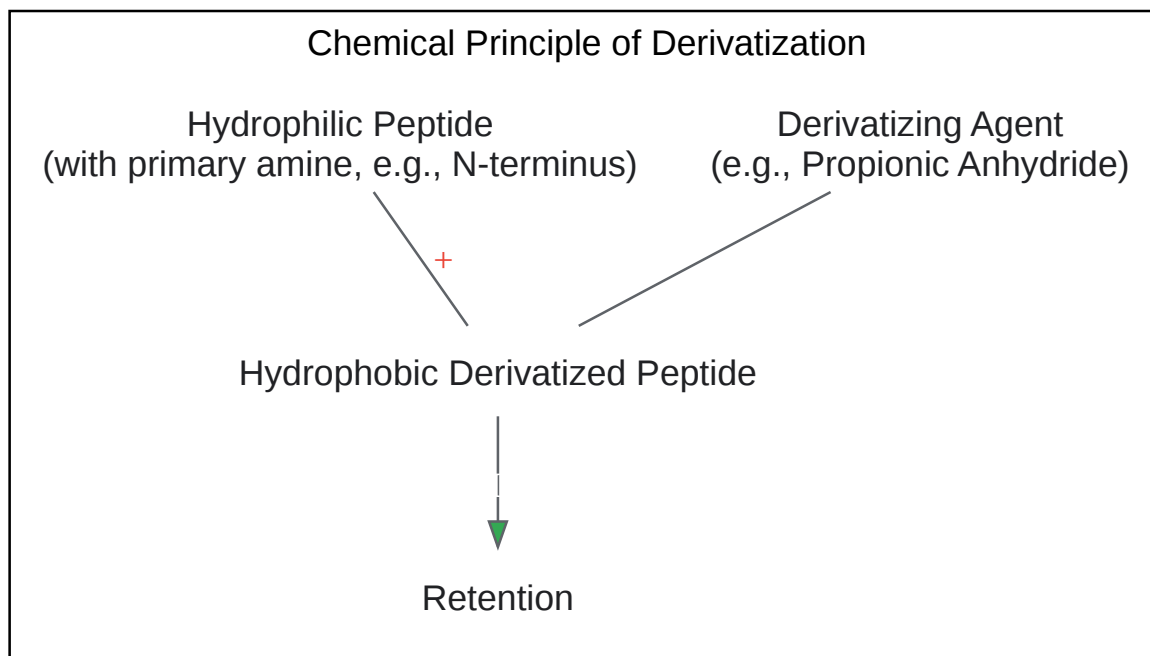 Chemical Principle of Derivatization
Hydrophilic Peptide
(with primary amine, e.g., N-terminus)
Derivatizing Agent
(e.g., Propionic Anhydride)
+
Hydrophobic Derivatized Peptide
Retention